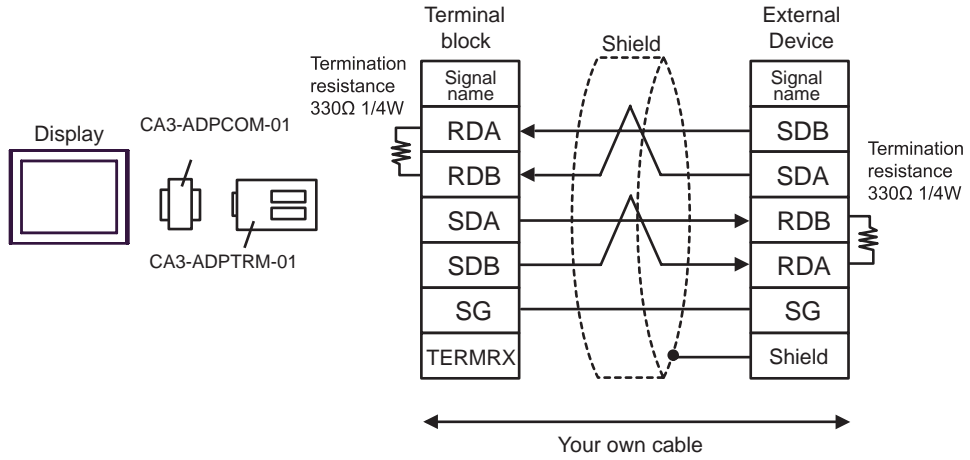 Display
CA3-ADPCOM-01
CA3-ADPTRM-01
Termination
resistance
330Ω 1/4W
Terminal
block
Signal
name
RDA
RDB
SDA
SDB
SG
TERMRX
Shield
External
Device
Signal
name
SDB
SDA
RDB
RDA
SG
Shield
Termination
resistance
330Ω 1/4W
Your own cable